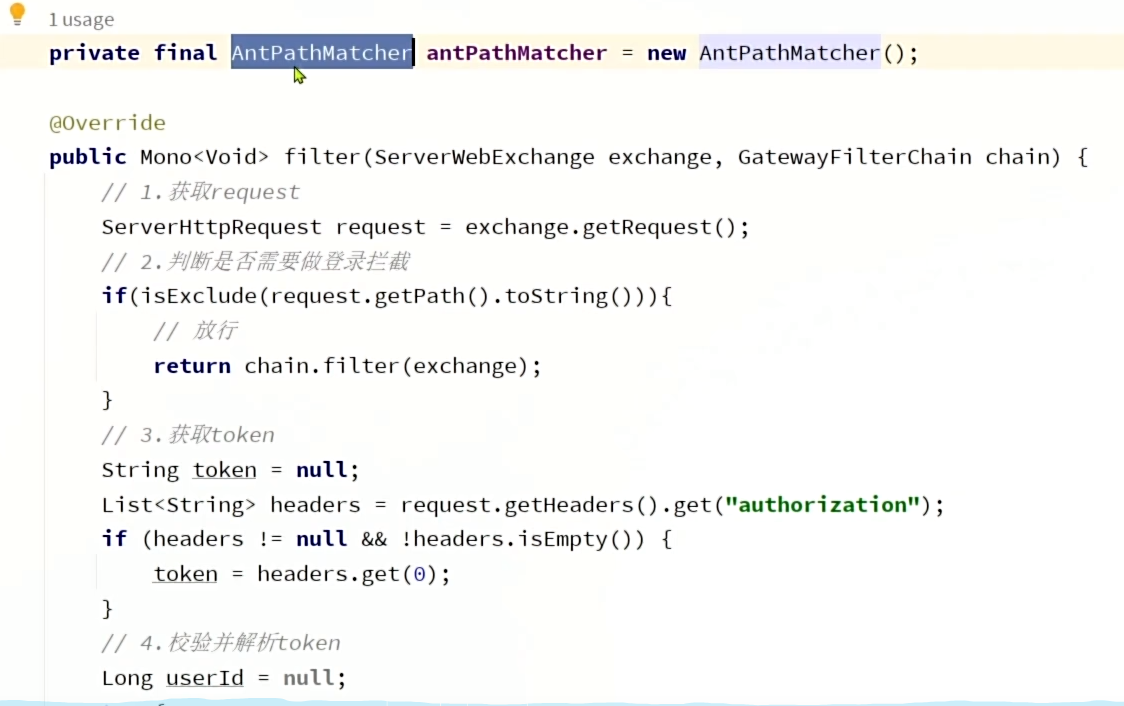 1 usage
private final AntPathMatcher antPathMatcher = new AntPathMatcher();
@Override
public Mono<Void> filter(ServerWebExchange exchange, GatewayFilterChain chain) {
// 1.获取request
ServerHttpRequest request = exchange.getRequest();
// 2.判断是否需要做登录拦截
if(isExclude(request.getPath().toString())){
// 放行
return chain.filter(exchange);
}
// 3.获取token
String token = null;
List<String> headers = request.getHeaders().get("authorization");
if (headers != null && !headers.isEmpty()) {
token = headers.get(0);
}
// 4.校验并解析token
Long userId = null;